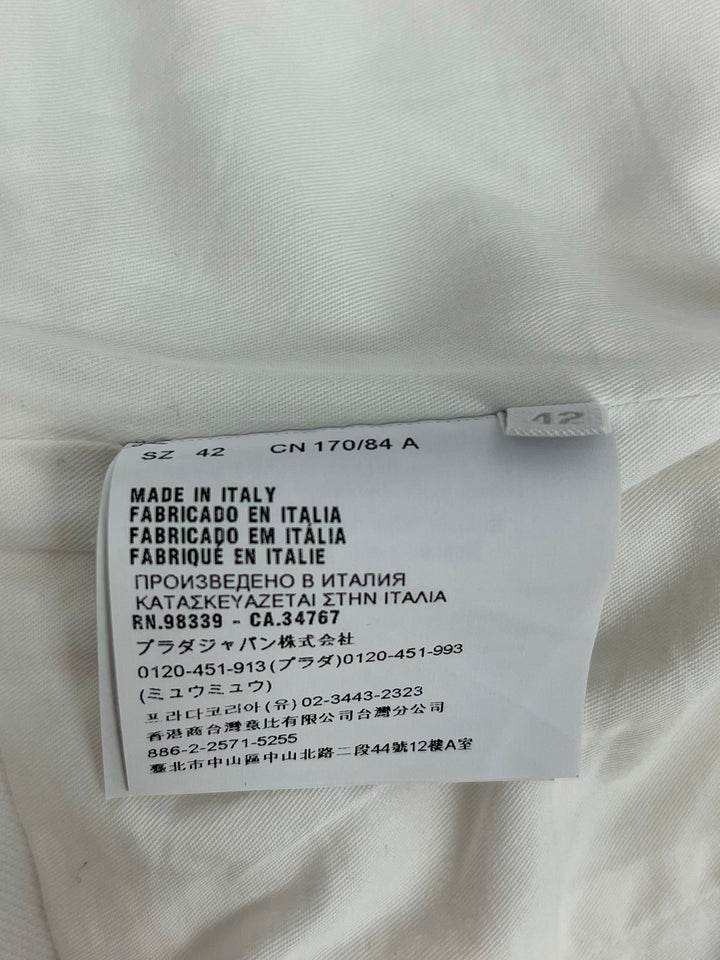 42
SZ 42 CN 170/84 A
MADE IN ITALY
FABRICADO EN ITALIA
FABRICADO EM ITÁLIA
FABRIQUÉ EN ITALIE
ПРОИЗВЕДЕНО В ИТАЛИЯ
ΚΑΤΑΣΚΕΥΑΖΕΤΑΙ ΣΤΗΝ ΙΤΑΛΙΑ
RN.98339 - CA.34767
プラダジャパン株式会社
0120-451-913(プラダ)0120-451-993
(ミュウミュウ)
프라다코리아(유) 02-3443-2323
香港商台灣意比有限公司台灣分公司
886-2-2571-5255
臺北市中山區中山北路二段44號12樓A室